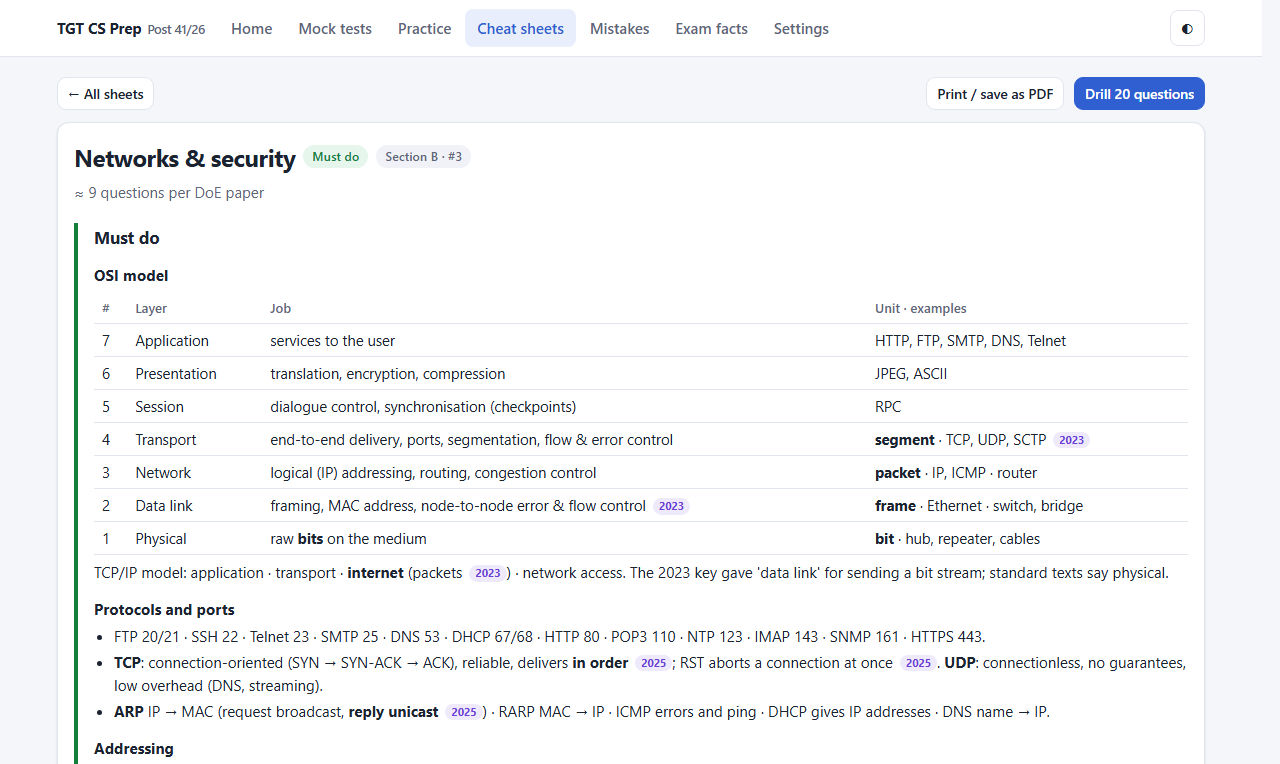 TGT CS Prep Post 41/26 Home Mock tests Practice Cheat sheets Mistakes Exam facts Settings
← All sheets Print / save as PDF Drill 20 questions
Networks & security Must do Section B · #3
≈ 9 questions per DoE paper
Must do
OSI model
# Layer Job Unit · examples
7 Application services to the user HTTP, FTP, SMTP, DNS, Telnet
6 Presentation translation, encryption, compression JPEG, ASCII
5 Session dialogue control, synchronisation (checkpoints) RPC
4 Transport end-to-end delivery, ports, segmentation, flow & error control segment · TCP, UDP, SCTP 2023
3 Network logical (IP) addressing, routing, congestion control packet · IP, ICMP · router
2 Data link framing, MAC address, node-to-node error & flow control 2023 frame · Ethernet · switch, bridge
1 Physical raw bits on the medium bit · hub, repeater, cables
TCP/IP model: application · transport · internet (packets 2023) · network access. The 2023 key gave 'data link' for sending a bit stream; standard texts say physical.
Protocols and ports
• FTP 20/21 · SSH 22 · Telnet 23 · SMTP 25 · DNS 53 · DHCP 67/68 · HTTP 80 · POP3 110 · NTP 123 · IMAP 143 · SNMP 161 · HTTPS 443.
• TCP: connection-oriented (SYN → SYN-ACK → ACK), reliable, delivers in order 2025; RST aborts a connection at once 2025. UDP: connectionless, no guarantees,
low overhead (DNS, streaming).
• ARP IP → MAC (request broadcast, reply unicast 2025) · RARP MAC → IP · ICMP errors and ping · DHCP gives IP addresses · DNS name → IP.
Addressing